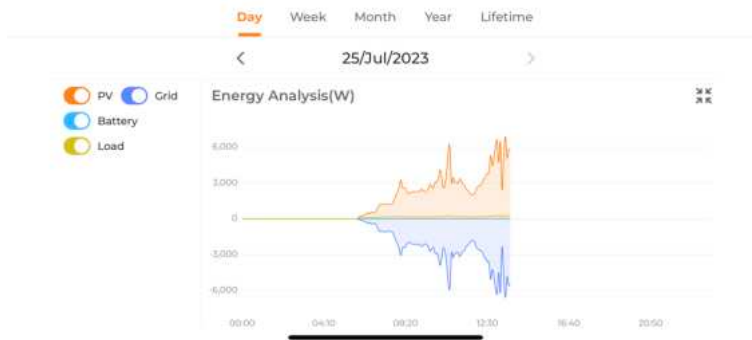 Day Week Month Year Lifetime
25/Jul/2023
PV Grid
Battery
Load
Energy Analysis(W)
6,000
3,000
0
-3,000
-6,000
00:00 04:10 08:20 12:30 16:40 20:50